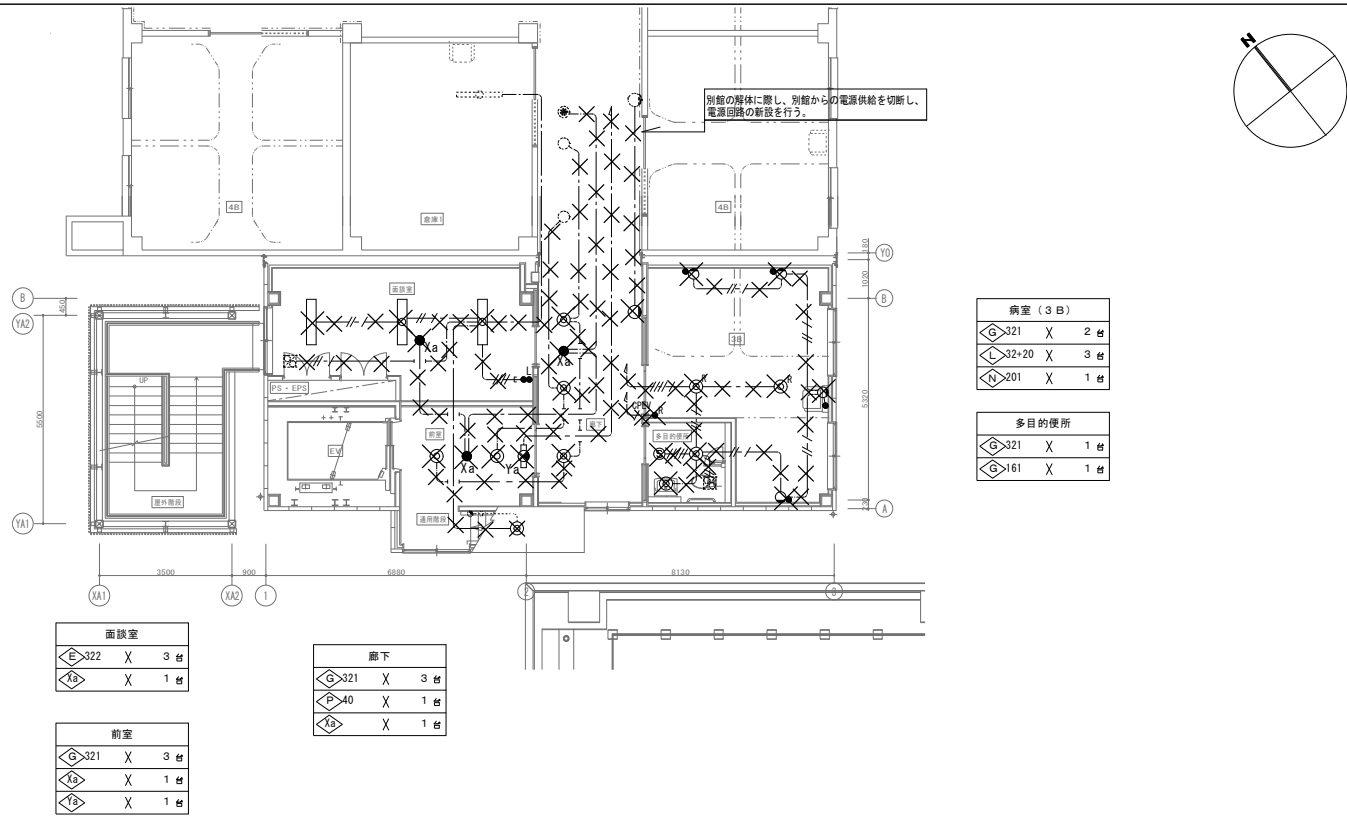 N
別館の解体に際し、別館からの電源供給を切断し、
電源回路の新設を行う。
4B
倉庫1
4B
180
Y0
1020
B
5320
230
A
B
450
YA2
5500
YA1
面談室
Xa
L
E
PS・EPS
UP
EV
屋外階段
前室
Xa
Ya
通用階段
Xa
廊下
3B
R
R
CPEV
R
多目的便所
3500
900
6880
8130
XA1
XA2
1
2
3
病室(3B)
G 321 X 2 台
L 32+20 X 3 台
N 201 X 1 台
多目的便所
G 321 X 1 台
G 161 X 1 台
面談室
E 322 X 3 台
Xa X 1 台
前室
G 321 X 3 台
Xa X 1 台
Ya X 1 台
廊下
G 321 X 3 台
P 40 X 1 台
Xa X 1 台